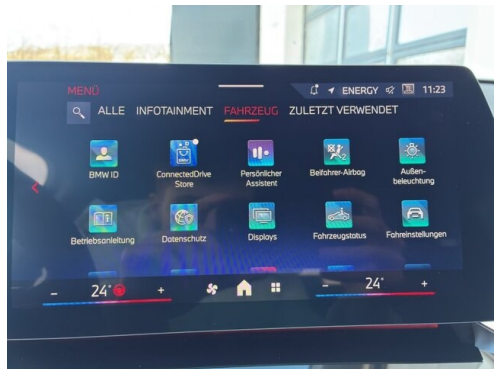 MENÜ
ENERGY 11:23
ALLE INFOTAINMENT FAHRZEUG ZULETZT VERWENDET
BMW ID ConnectedDrive Store Persönlicher Assistent Beifahrer-Airbag Außen-beleuchtung
Betriebsanleitung Datenschutz Displays Fahrzeugstatus Fahreinstellungen
- 24° + - 24° +